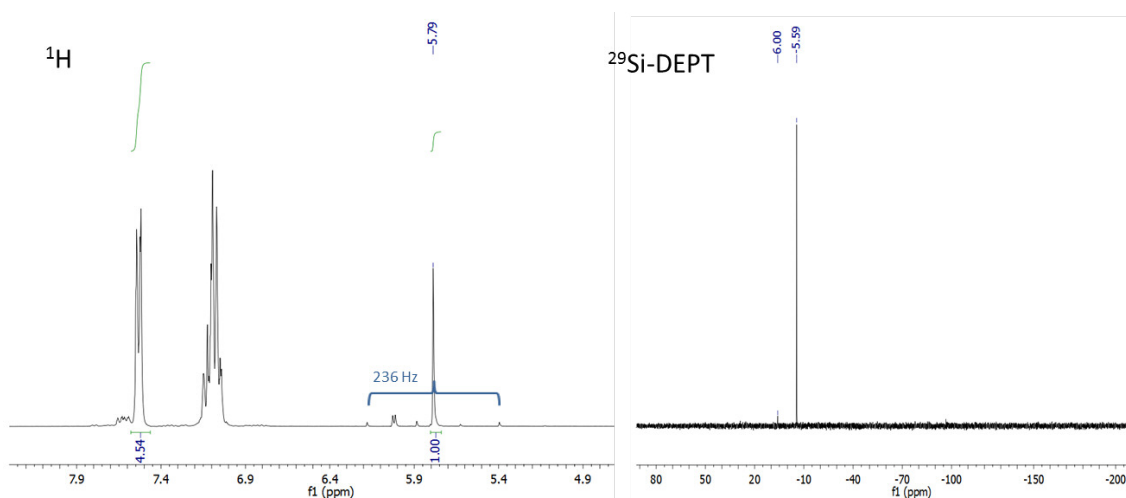 ¹H
5.79
236 Hz
4.54
1.00
7.9 7.4 6.9 6.4 5.9 5.4 4.9
f1 (ppm)
²⁹Si-DEPT
6.00
-5.59
80 50 20 -10 -40 -70 -100 -150 -200
f1 (ppm)